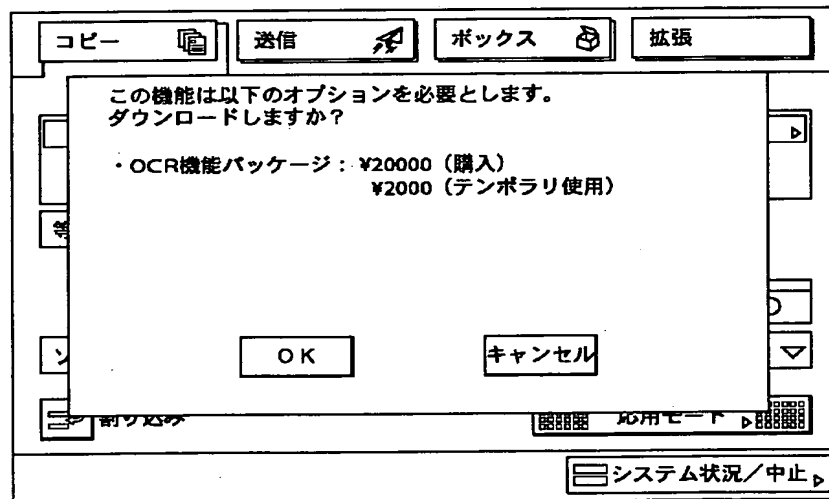 コピー
送信
ボックス
拡張
この機能は以下のオプションを必要とします。
ダウンロードしますか？
・OCR機能パッケージ：¥20000（購入）
¥2000（テンポラリ使用）
OK
キャンセル
割り込み
応用モード
システム状況／中止